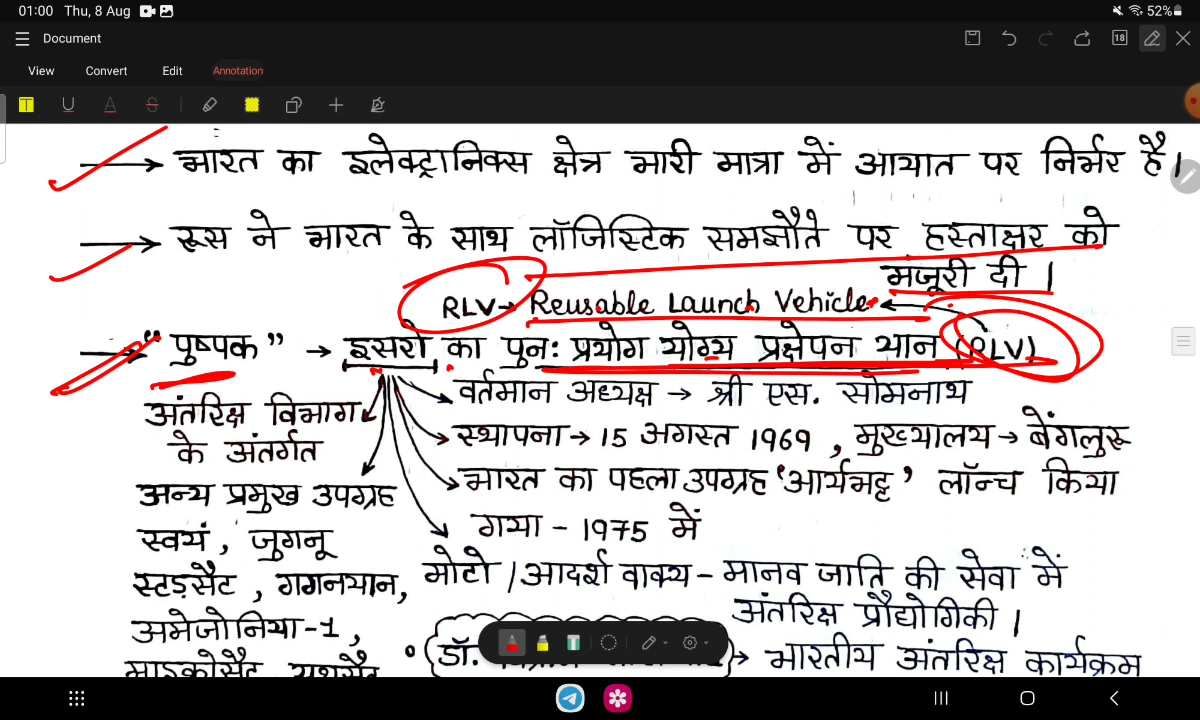 01:00 Thu, 8 Aug 52%
Document 18
View Convert Edit Annotation
T U A S
→ भारत का इलेक्ट्रानिक्स क्षेत्र भारी मात्रा में आयात पर निर्भर है।
→ रूस ने भारत के साथ लॉजिस्टिक समझौते पर हस्ताक्षर को
मंजूरी दी ।
RLV → Reusable Launch Vehicle
→ “ पुष्पक ” → इसरो का पुनः प्रयोग योग्य प्रक्षेपन यान (RLV)
वर्तमान अध्यक्ष → श्री एस. सोमनाथ
अंतरिक्ष विभाग
के अंतर्गत
स्थापना → 15 अगस्त 1969 , मुख्यालय → बेंगलुरू
भारत का पहला उपग्रह ‘आर्यभट्ट’ लॉन्च किया
गया - 1975 में
अन्य प्रमुख उपग्रह
स्वयं , जुगनू
स्टड़सैट , गगनयान,
अमेजोनिया-1 ,
मोटो / आदर्श वाक्य - मानव जाति की सेवा में
अंतरिक्ष प्रौद्योगिकी ।
डॉ. → भारतीय अंतरिक्ष कार्यक्रम